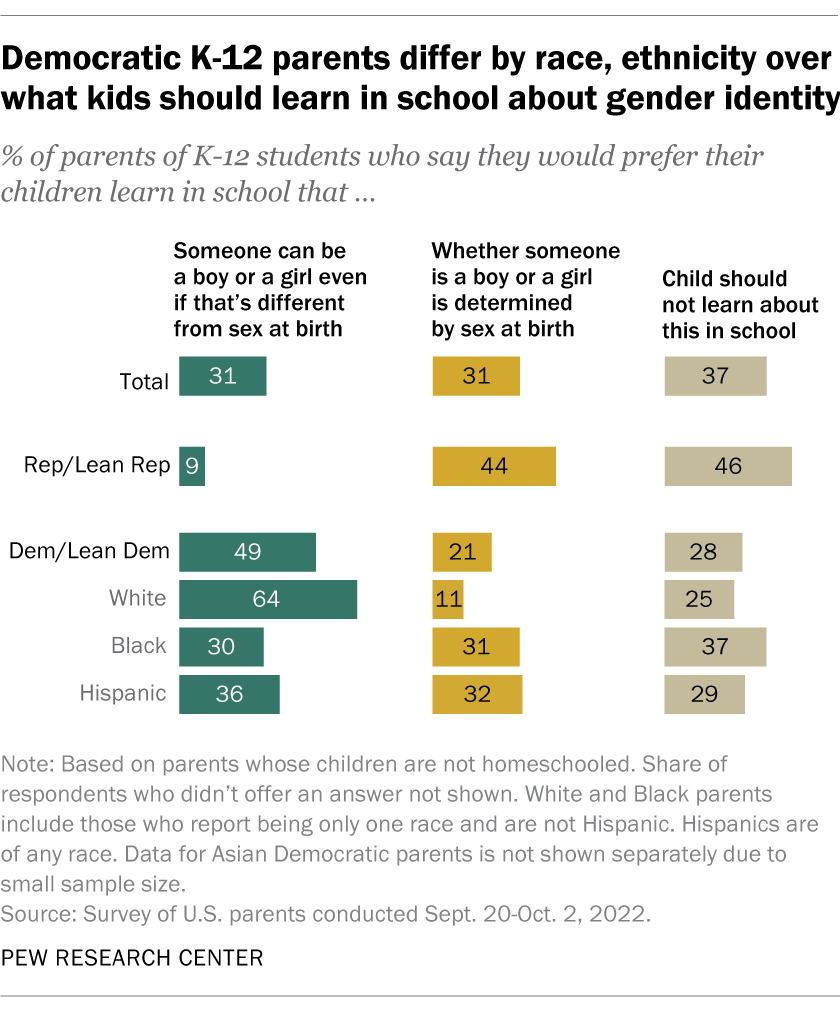 Democratic K-12 parents differ by race, ethnicity over
what kids should learn in school about gender identity
% of parents of K-12 students who say they would prefer their
children learn in school that ...
Someone can be
a boy or a girl even
if that's different
from sex at birth
Whether someone
is a boy or a girl
is determined
by sex at birth
Child should
not learn about
this in school
Total 31 31 37
Rep/Lean Rep 9 44 46
Dem/Lean Dem 49 21 28
White 64 11 25
Black 30 31 37
Hispanic 36 32 29
Note: Based on parents whose children are not homeschooled. Share of
respondents who didn't offer an answer not shown. White and Black parents
include those who report being only one race and are not Hispanic. Hispanics are
of any race. Data for Asian Democratic parents is not shown separately due to
small sample size.
Source: Survey of U.S. parents conducted Sept. 20-Oct. 2, 2022.
PEW RESEARCH CENTER